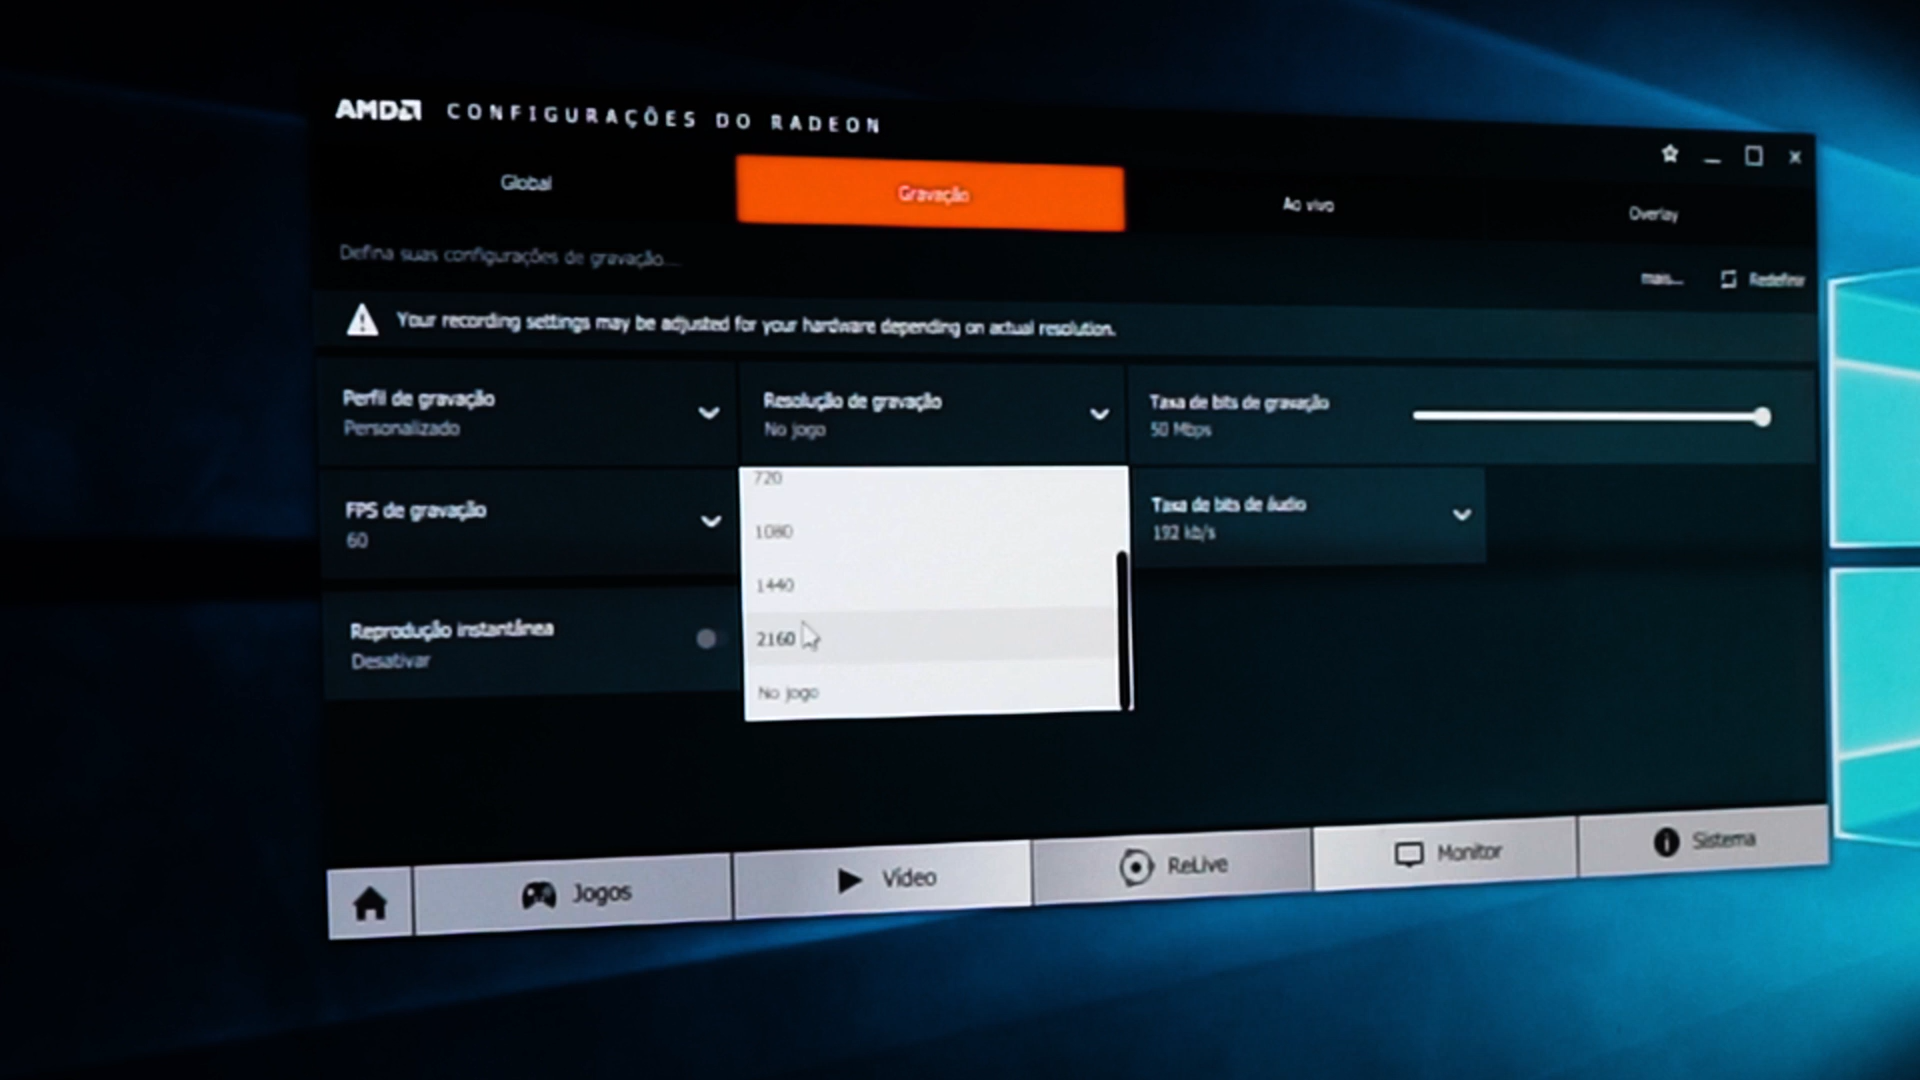 AMD CONFIGURAÇÕES DO RADEON
Global
Gravação
Ao vivo
Overlay
Defina suas configurações de gravação...
mais...
Redefinir
Your recording settings may be adjusted for your hardware depending on actual resolution.
Perfil de gravação
Personalizado
Resolução de gravação
No jogo
Taxa de bits de gravação
50 Mbps
FPS de gravação
60
720
1080
1440
2160
No jogo
Taxa de bits de áudio
192 kb/s
Reprodução instantânea
Desativar
Jogos
Vídeo
ReLive
Monitor
Sistema